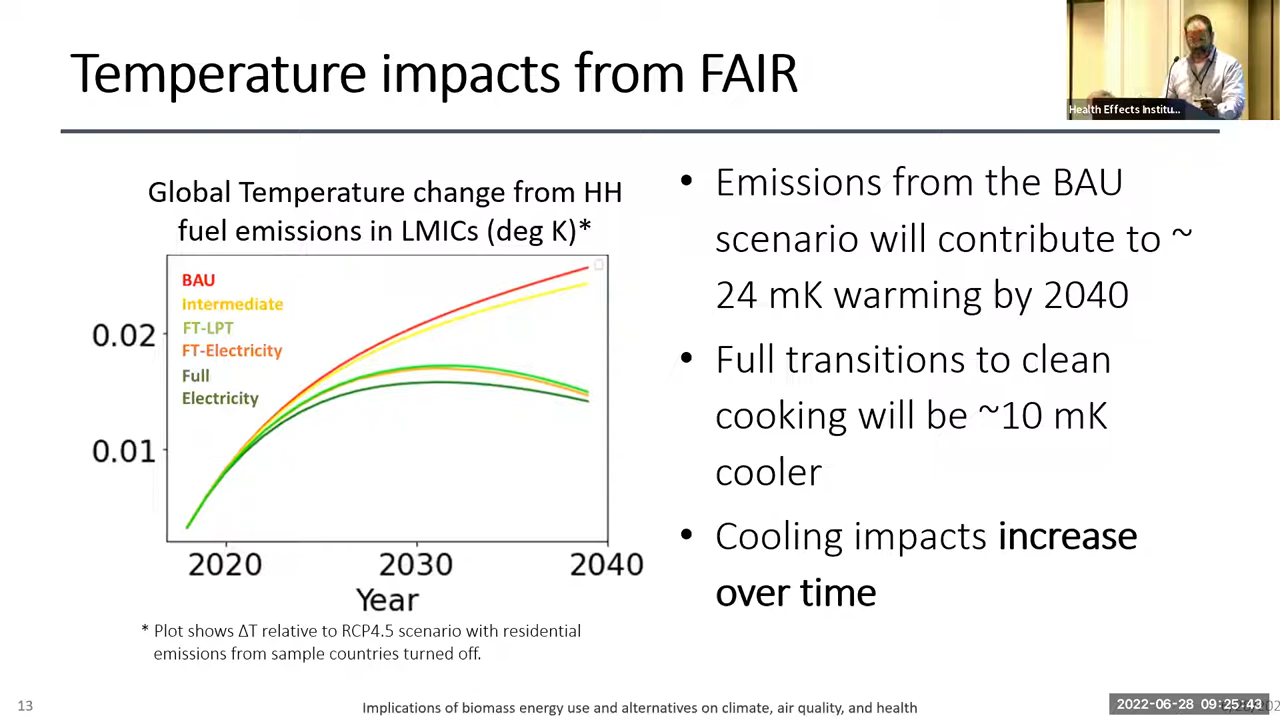 Temperature impacts from FAIR
Health Effects Institu...
Global Temperature change from HH
fuel emissions in LMICs (deg K)*
BAU
Intermediate
FT-LPT
FT-Electricity
Full
Electricity
0.02
0.01
2020 2030 2040
Year
* Plot shows ΔT relative to RCP4.5 scenario with residential
emissions from sample countries turned off.
• Emissions from the BAU
scenario will contribute to ~
24 mK warming by 2040
• Full transitions to clean
cooking will be ~10 mK
cooler
• Cooling impacts increase
over time
13
Implications of biomass energy use and alternatives on climate, air quality, and health
2022-06-28 09:25:43